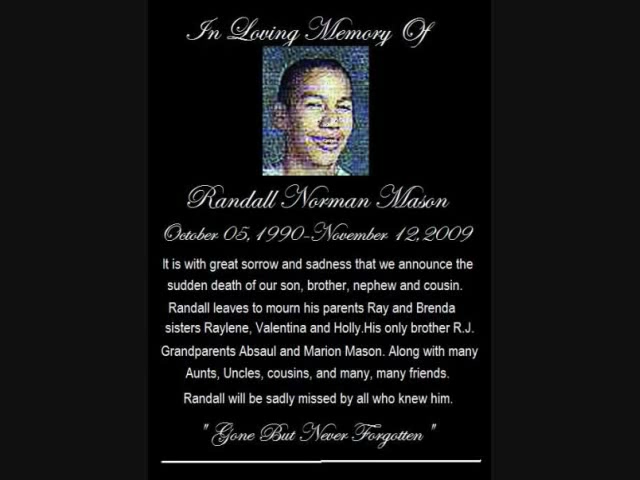 In Loving Memory Of
Randall Norman Mason
October 05, 1990-November 12, 2009
It is with great sorrow and sadness that we announce the
sudden death of our son, brother, nephew and cousin.
Randall leaves to mourn his parents Ray and Brenda
sisters Raylene, Valentina and Holly.His only brother R.J.
Grandparents Absaul and Marion Mason. Along with many
Aunts, Uncles, cousins, and many, many friends.
Randall will be sadly missed by all who knew him.
" Gone But Never Forgotten "